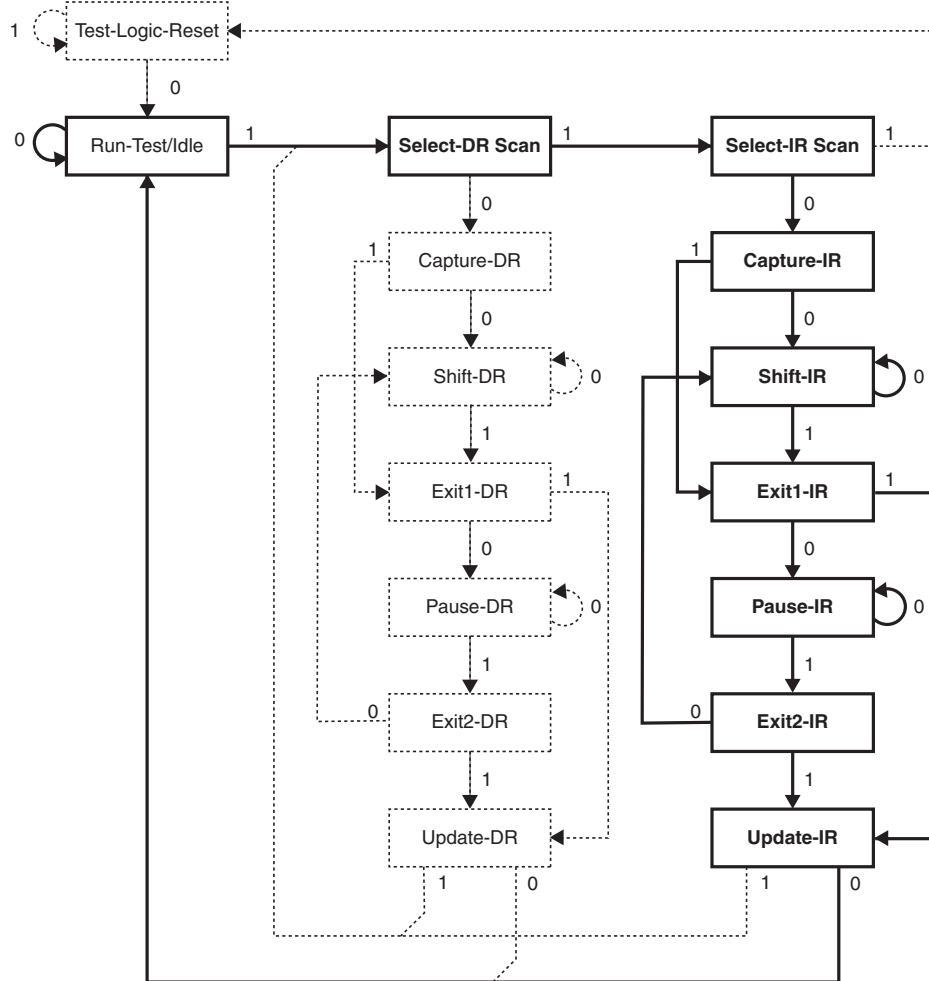 1 Test-Logic-Reset
0
0 Run-Test/Idle 1 Select-DR Scan 1 Select-IR Scan 1
0 0
1 Capture-DR 1 Capture-IR
0 0
Shift-DR 0 Shift-IR 0
1 1
Exit1-DR 1 Exit1-IR 1
0 0
Pause-DR 0 Pause-IR 0
1 1
0 Exit2-DR 0 Exit2-IR
1 1
Update-DR Update-IR
1 0 1 0